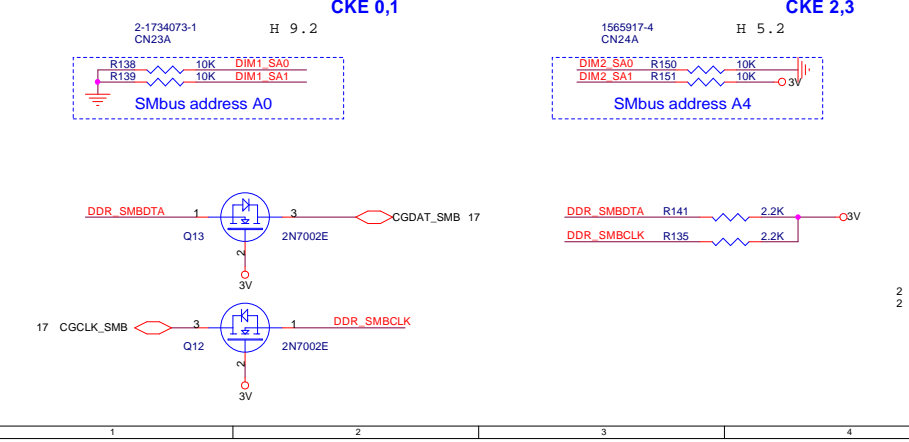 CKE 0,1
CKE 2,3
2-1734073-1
CN23A
H 9.2
1565917-4
CN24A
H 5.2
R138 10K DIM1_SA0
R139 10K DIM1_SA1
SMbus address A0
DIM2_SA0 R150 10K
DIM2_SA1 R151 10K
3V
SMbus address A4
DDR_SMBDTA 1 3 CGDAT_SMB 17
Q13 2N7002E
2
3V
DDR_SMBDTA R141 2.2K 3V
DDR_SMBCLK R135 2.2K
2
2
17 CGCLK_SMB 3 1 DDR_SMBCLK
Q12 2N7002E
2
3V
1 2 3 4